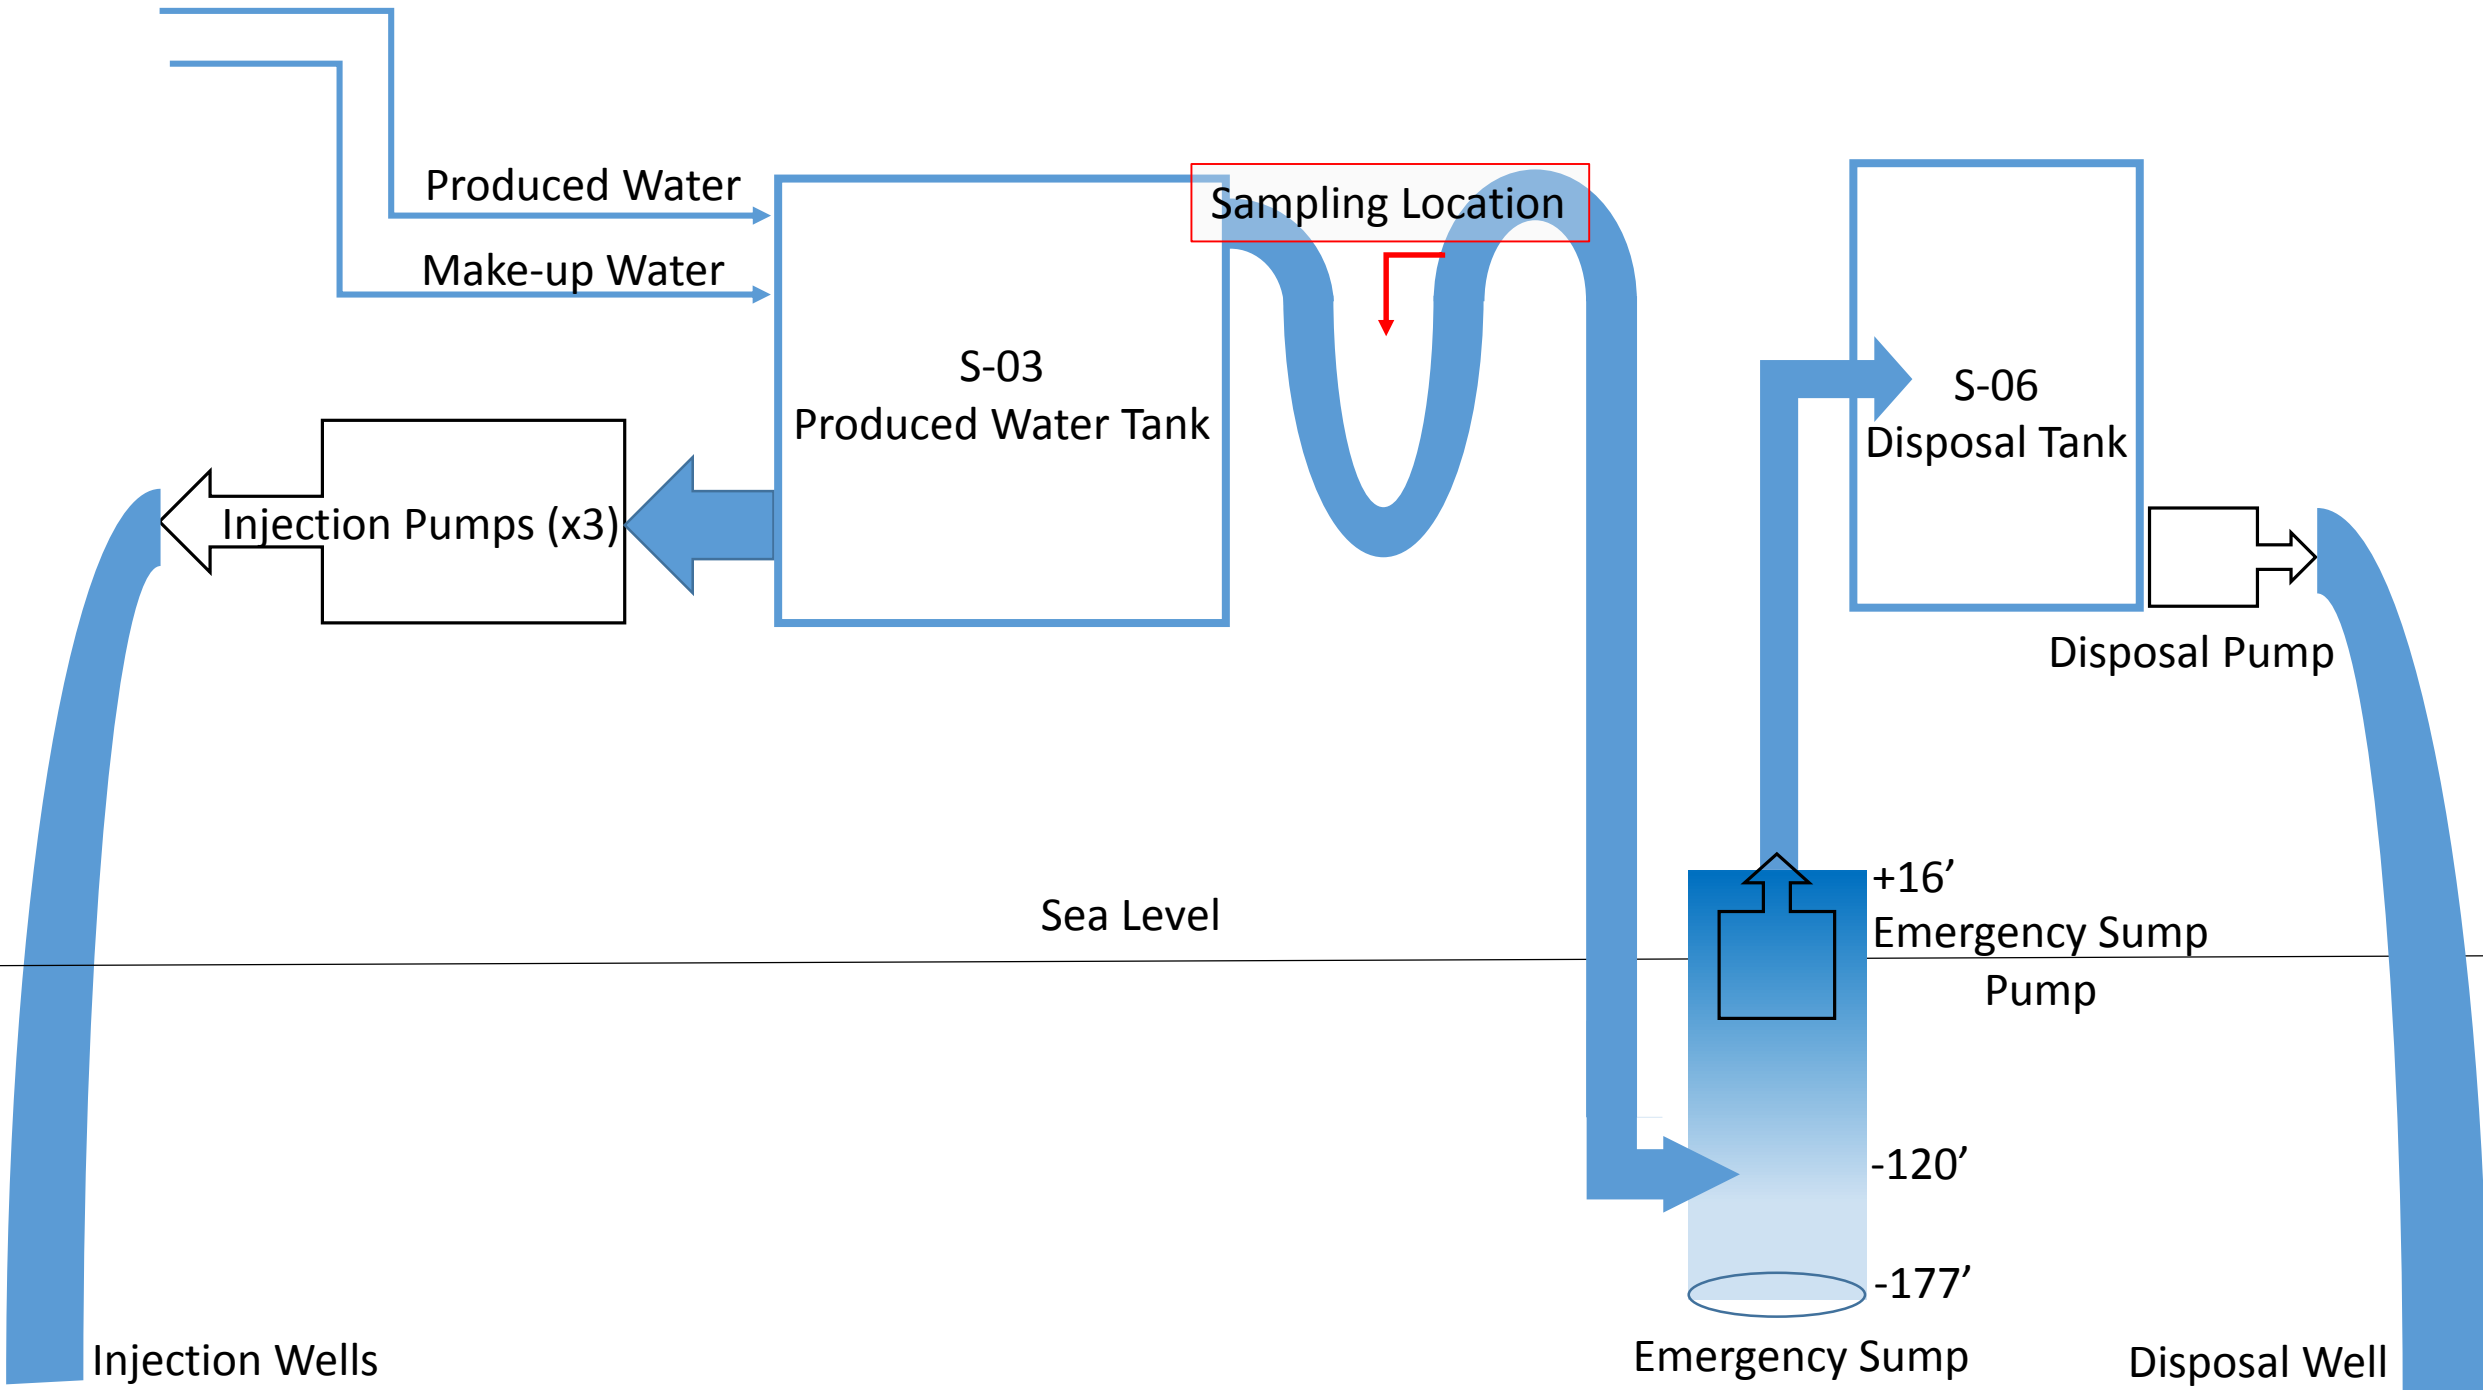 Produced Water
Sampling Location
Make-up Water
S-03
Produced Water Tank
S-06
Disposal Tank
Injection Pumps (x3)
Disposal Pump
+16’
Sea Level
Emergency Sump
Pump
-120’
-177’
Injection Wells
Emergency Sump
Disposal Well